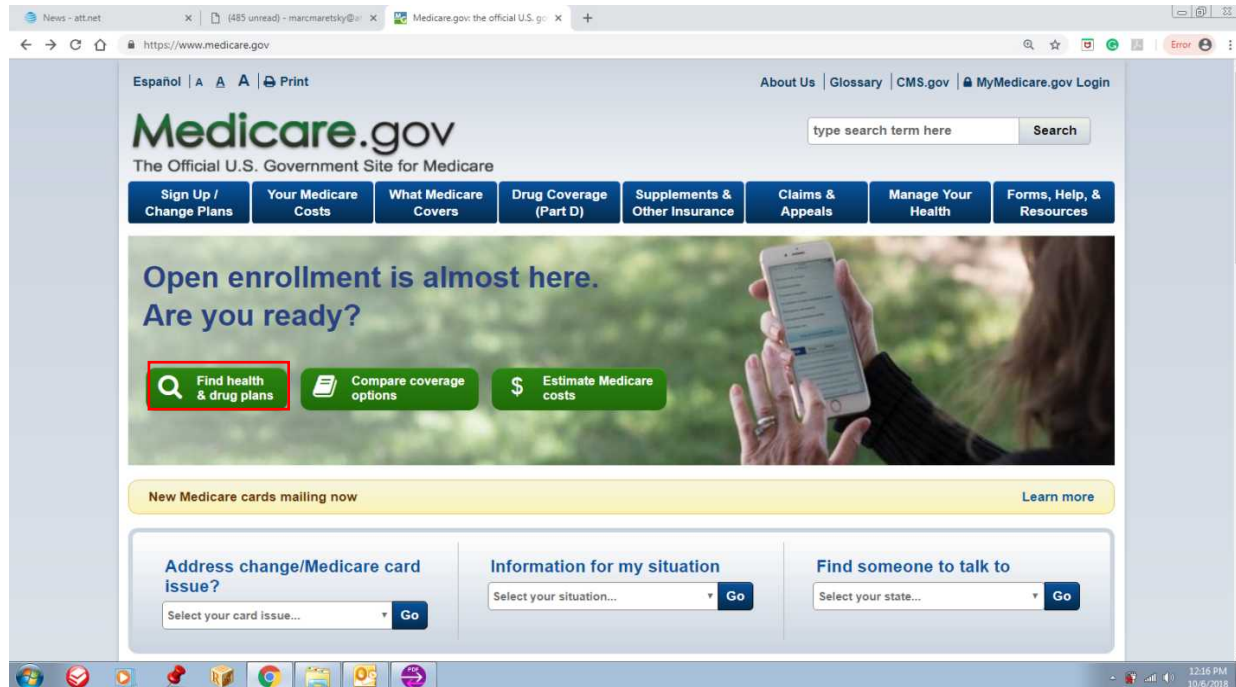 News - att.net
(485 unread) - marcmaretsky@a
Medicare.gov: the official U.S. go
https://www.medicare.gov
Error
Español | A A A | Print
About Us | Glossary | CMS.gov | MyMedicare.gov Login
Medicare.gov
The Official U.S. Government Site for Medicare
type search term here
Search
Sign Up /
Change Plans
Your Medicare
Costs
What Medicare
Covers
Drug Coverage
(Part D)
Supplements &
Other Insurance
Claims &
Appeals
Manage Your
Health
Forms, Help, &
Resources
Open enrollment is almost here.
Are you ready?
Find health
& drug plans
Compare coverage
options
$ Estimate Medicare
costs
New Medicare cards mailing now
Learn more
Address change/Medicare card
issue?
Select your card issue...
Go
Information for my situation
Select your situation...
Go
Find someone to talk to
Select your state...
Go
PDF
12:16 PM
10/6/2018